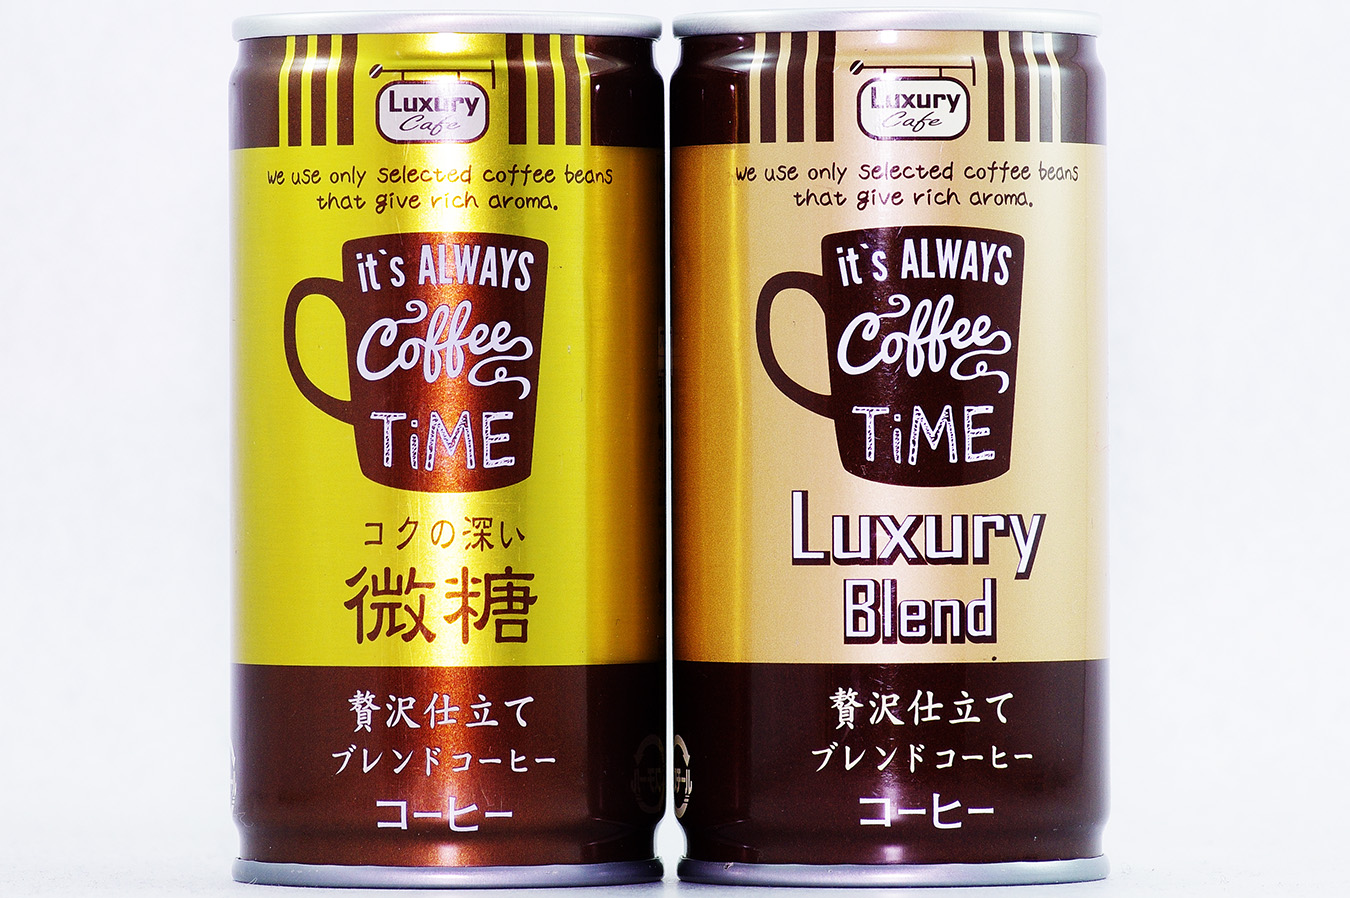 Luxury
Cafe
we use only selected coffee beans
that give rich aroma.
it`s ALWAYS
Coffee
TiME
コクの深い
微糖
贅沢仕立て
ブレンドコーヒー
コーヒー
Luxury
Cafe
we use only selected coffee beans
that give rich aroma.
it`s ALWAYS
Coffee
TiME
Luxury
Blend
贅沢仕立て
ブレンドコーヒー
コーヒー